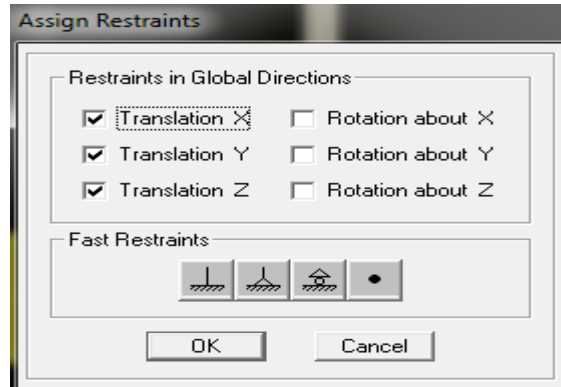 Assign Restraints
Restraints in Global Directions
Translation X Rotation about X
Translation Y Rotation about Y
Translation Z Rotation about Z
Fast Restraints
OK Cancel